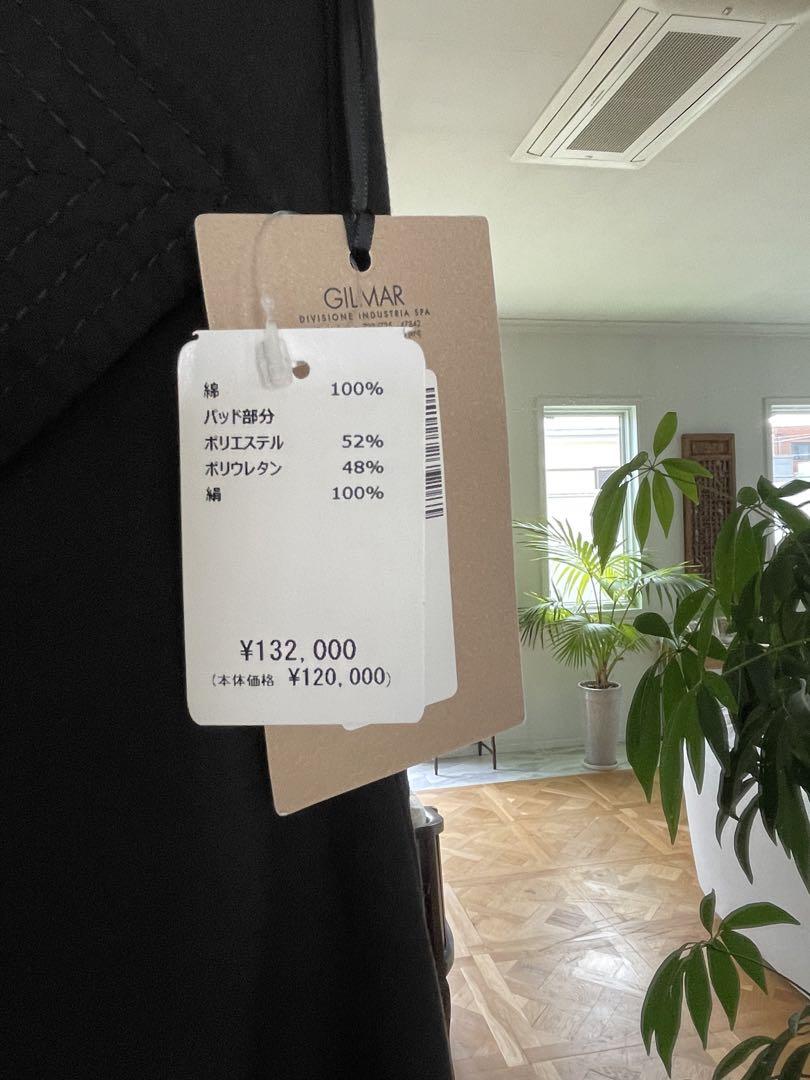 GILMAR
DIVISIONE INDUSTRIA SPA
47842
綿 100%
パッド部分
ポリエステル 52%
ポリウレタン 48%
絹 100%
¥132,000
(本体価格 ¥120,000)